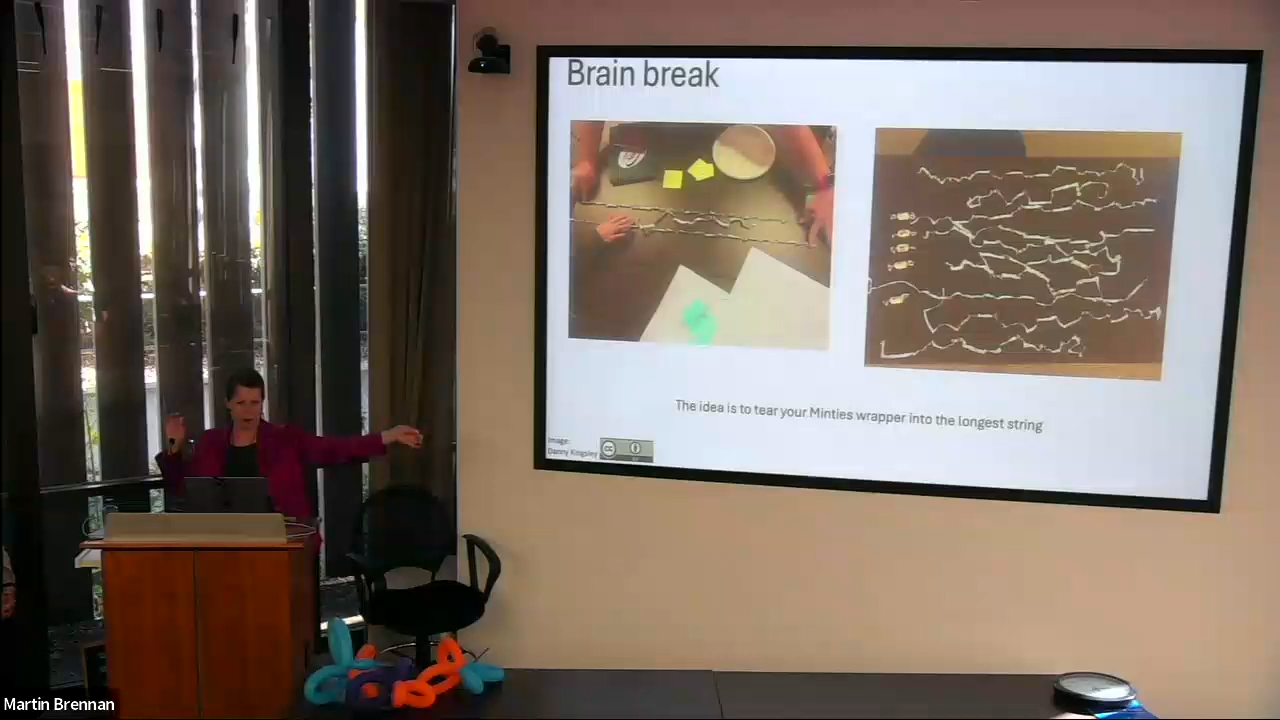 Brain break
The idea is to tear your Minties wrapper into the longest string
Image:
Danny Kingsley
Martin Brennan